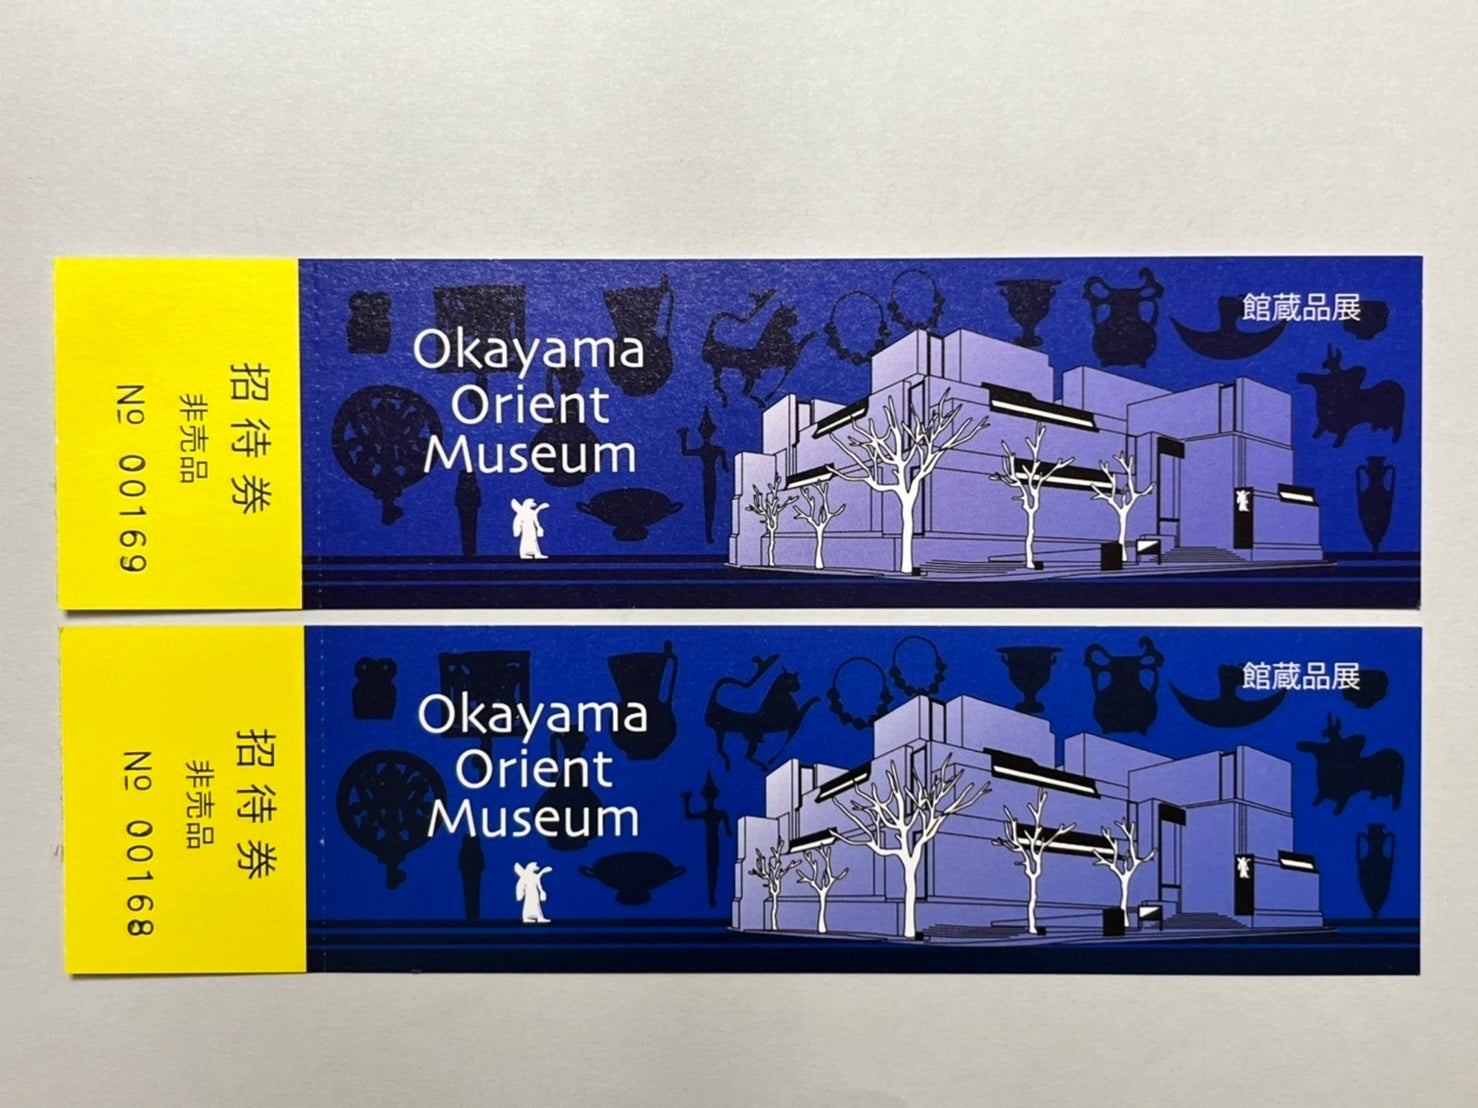 招待券
非売品
No 00169
Okayama
Orient
Museum
館蔵品展
招待券
非売品
No 00168
Okayama
Orient
Museum
館蔵品展